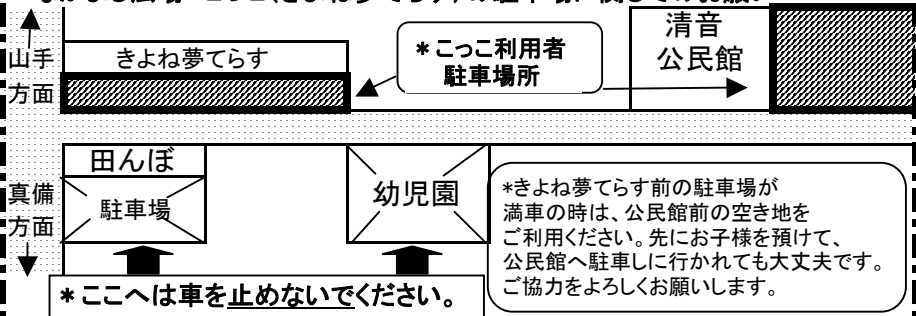 山手
方面
きよね夢てらす
*こっこ利用者
駐車場所
清音
公民館
田んぼ
駐車場
幼児園
真備
方面
*きよね夢てらす前の駐車場が
満車の時は、公民館前の空き地を
ご利用ください。先にお子様を預けて、
公民館へ駐車しに行かれても大丈夫です。
ご協力をよろしくお願いします。
*ここへは車を止めないでください。